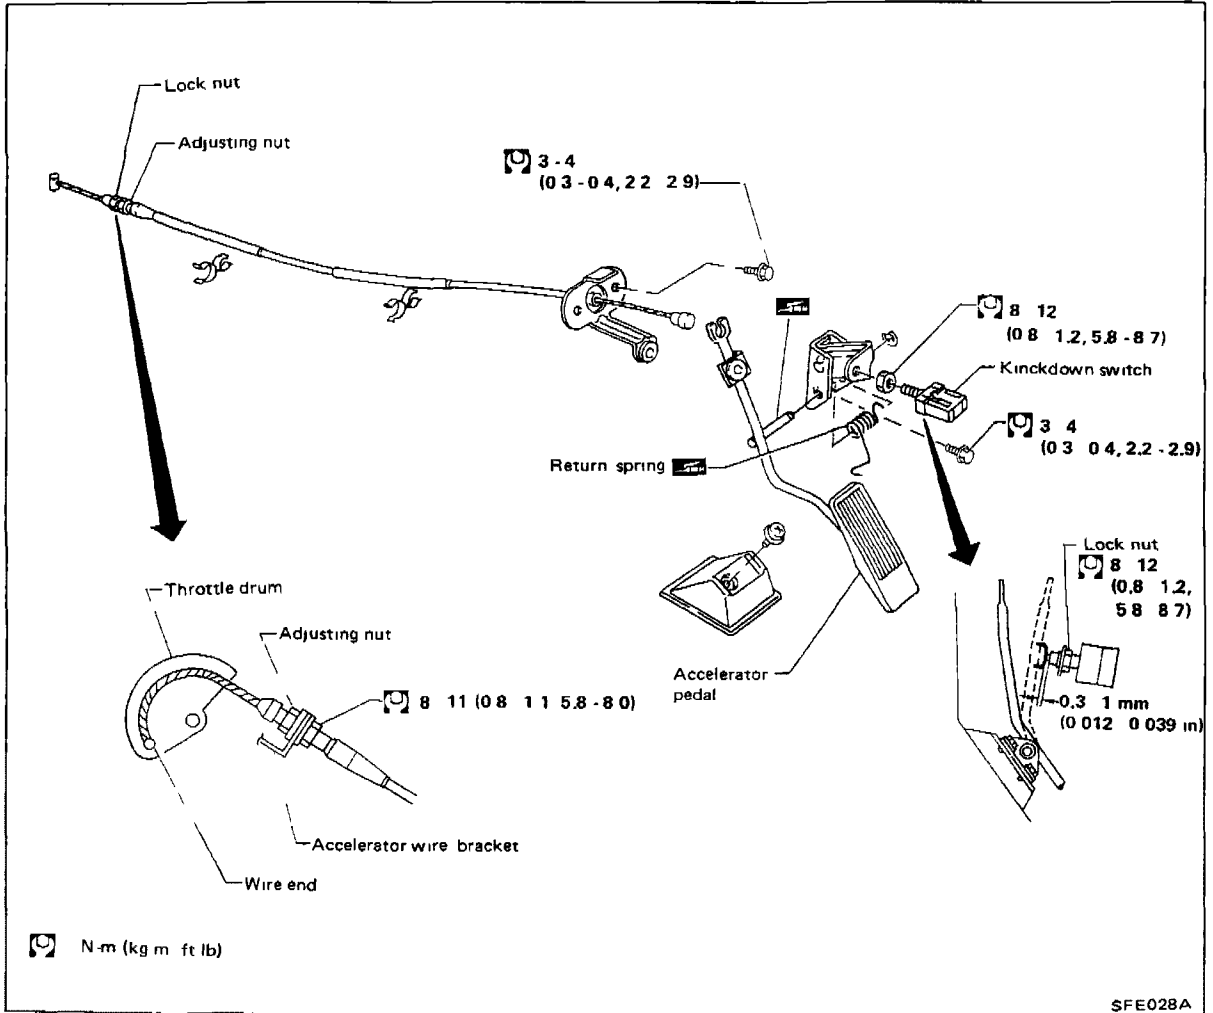 Lock nut
Adjusting nut
3 - 4
(0 3 - 0 4, 2 2 2 9)
8 12
(0 8 1.2, 5.8 - 8 7)
Kinckdown switch
3 4
(0 3 0 4, 2.2 - 2.9)
Return spring
Lock nut
8 12
(0.8 1.2,
5 8 8 7)
Throttle drum
Adjusting nut
8 11 (0 8 1 1 5.8 - 8 0)
Accelerator
pedal
0.3 1 mm
(0 012 0 039 in)
Accelerator wire bracket
Wire end
N-m (kg m ft lb)
SFE028A